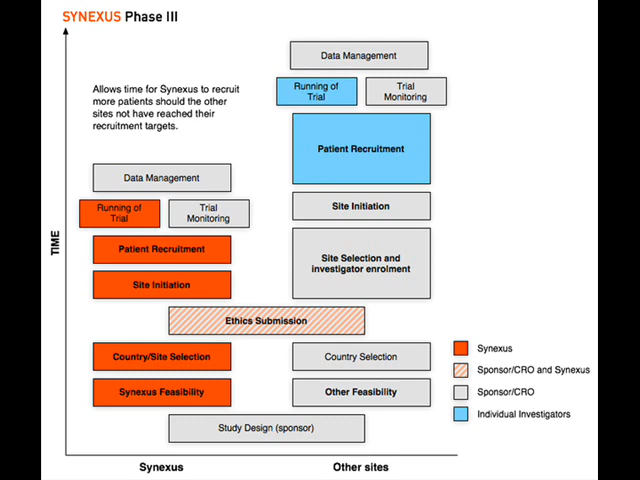 SYNEXUS Phase III
Data Management
Allows time for Synexus to recruit
more patients should the other
sites not have reached their
recruitment targets.
Running of
Trial
Trial
Monitoring
Patient Recruitment
Data Management
Running of
Trial
Trial
Monitoring
Site Initiation
Patient Recruitment
Site Selection and
investigator enrolment
Site Initiation
TIME
Ethics Submission
Country/Site Selection
Country Selection
Synexus Feasibility
Other Feasibility
Study Design (sponsor)
Synexus
Sponsor/CRO and Synexus
Sponsor/CRO
Individual Investigators
Synexus
Other sites